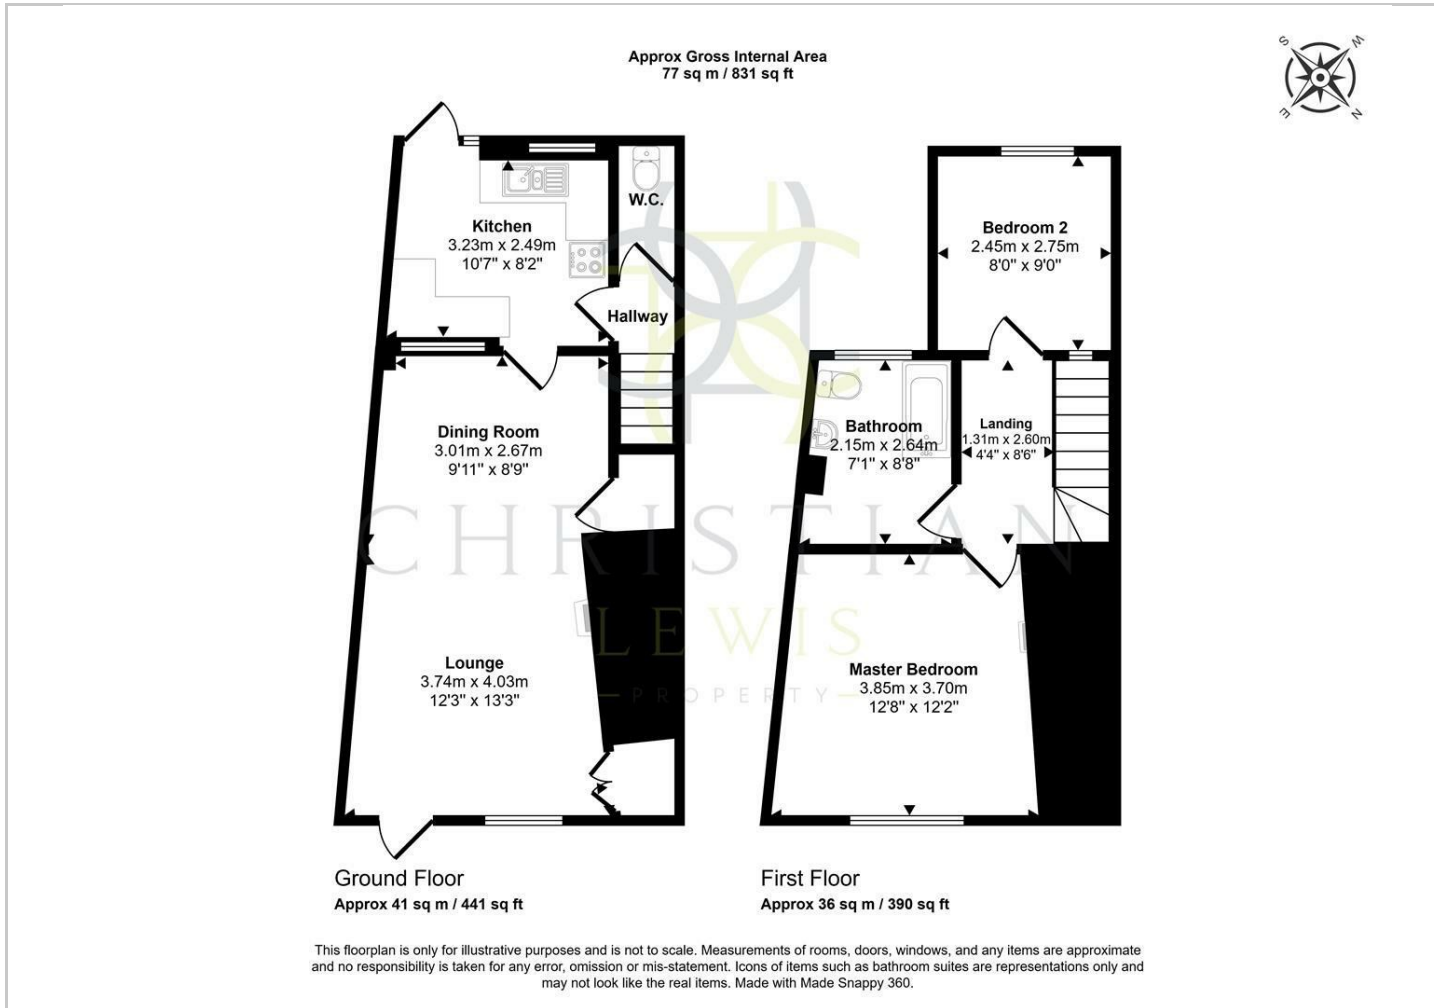 Approx Gross Internal Area
77 sq m / 831 sq ft
S
W
E
N
Kitchen
3.23m x 2.49m
10'7" x 8'2"
W.C.
Hallway
Dining Room
3.01m x 2.67m
9'11" x 8'9"
Lounge
3.74m x 4.03m
12'3" x 13'3"
Bedroom 2
2.45m x 2.75m
8'0" x 9'0"
Bathroom
2.15m x 2.64m
7'1" x 8'8"
Landing
1.31m x 2.60m
4'4" x 8'6"
Master Bedroom
3.85m x 3.70m
12'8" x 12'2"
CHRISTIAN
LEWIS
PROPERTY
Ground Floor
Approx 41 sq m / 441 sq ft
First Floor
Approx 36 sq m / 390 sq ft
This floorplan is only for illustrative purposes and is not to scale. Measurements of rooms, doors, windows, and any items are approximate
and no responsibility is taken for any error, omission or mis-statement. Icons of items such as bathroom suites are representations only and
may not look like the real items. Made with Made Snappy 360.